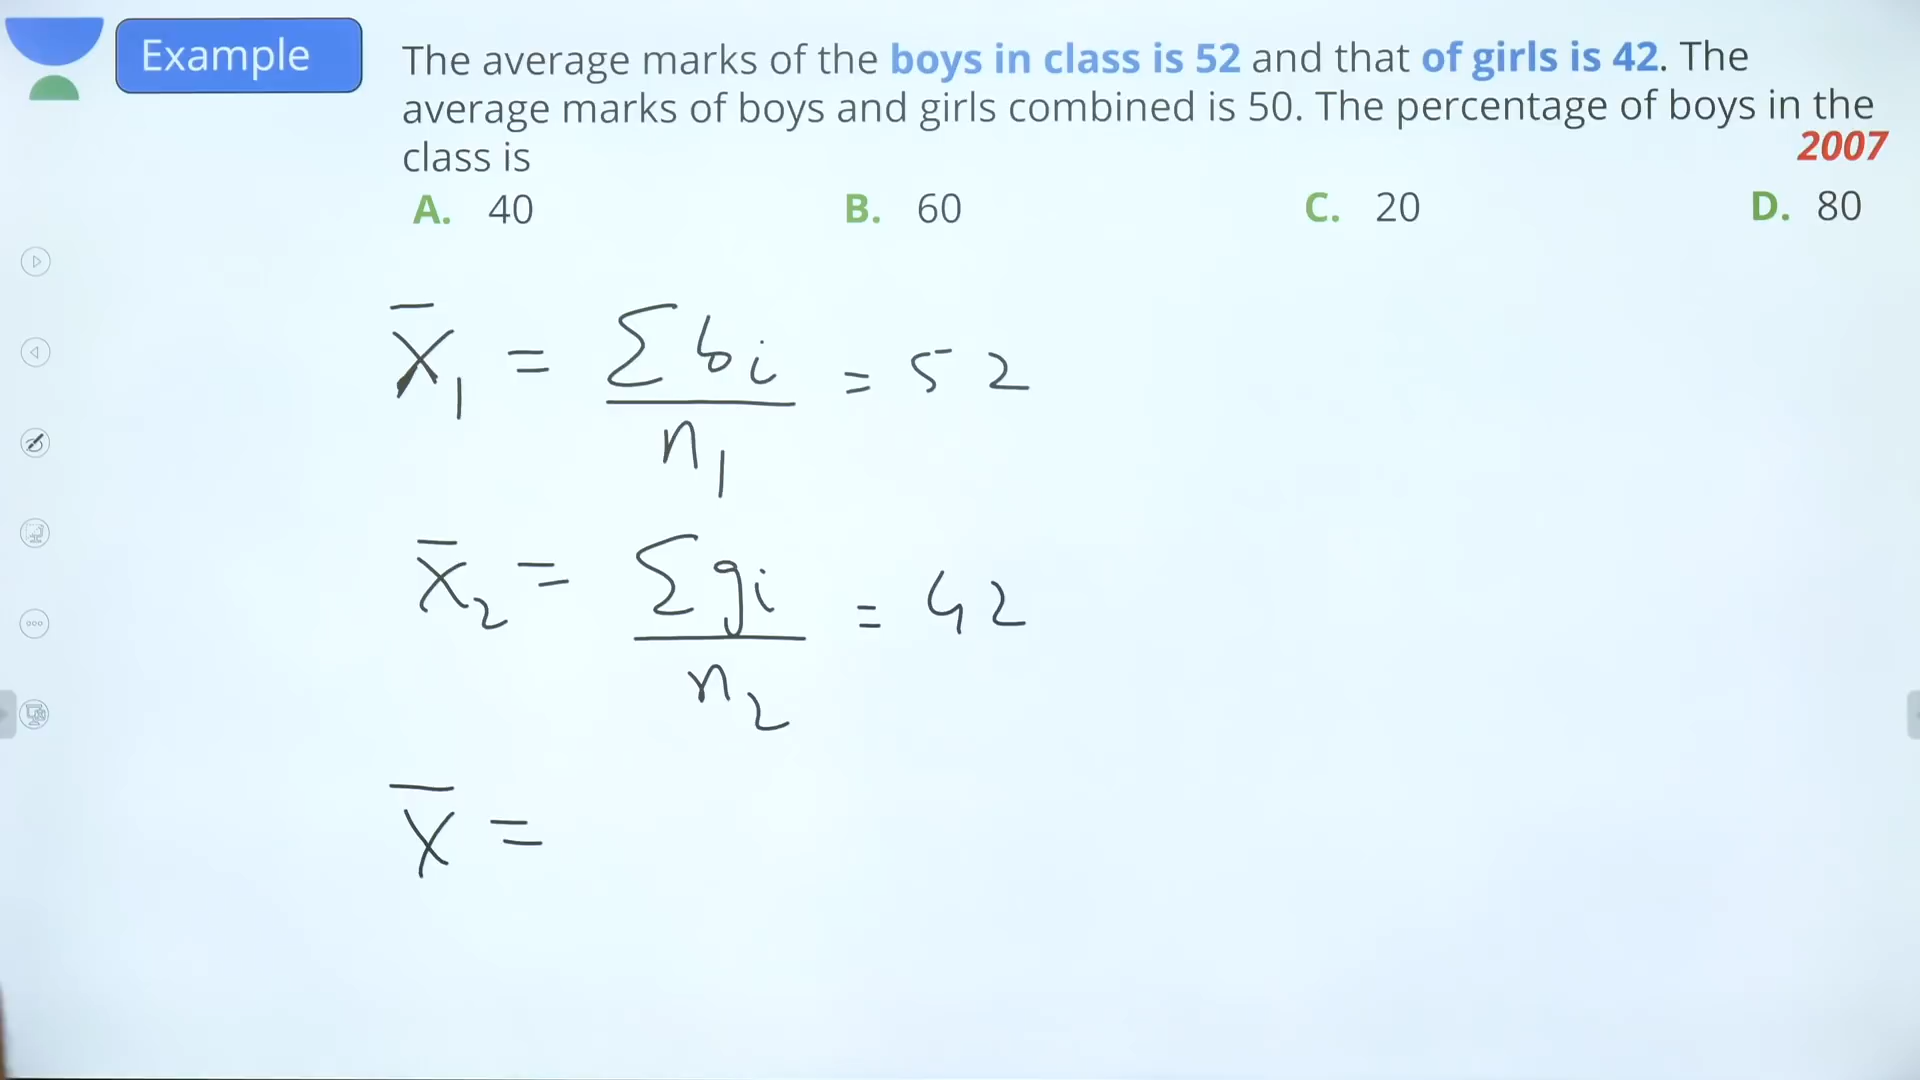 Example
The average marks of the boys in class is 52 and that of girls is 42. The
average marks of boys and girls combined is 50. The percentage of boys in the
class is
2007
A. 40 B. 60 C. 20 D. 80
X̄₁ = Σbi / n₁ = 52
x̄₂ = Σgi / n₂ = 42
X̄ =